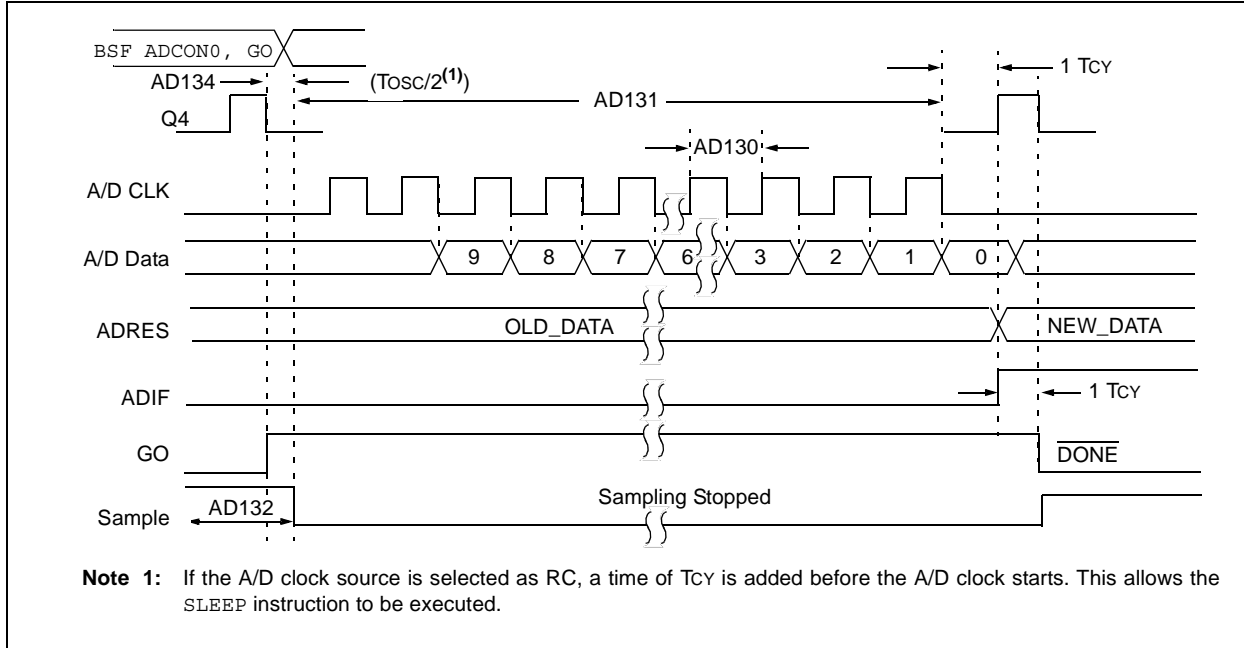 BSF ADCON0, GO
AD134 (TOSC/2(1)) 1 TCY
AD131
Q4
AD130
A/D CLK
A/D Data 9 8 7 6 3 2 1 0
ADRES OLD_DATA NEW_DATA
ADIF 1 TCY
GO DONE
Sample AD132 Sampling Stopped
Note 1: If the A/D clock source is selected as RC, a time of TCY is added before the A/D clock starts. This allows the
SLEEP instruction to be executed.